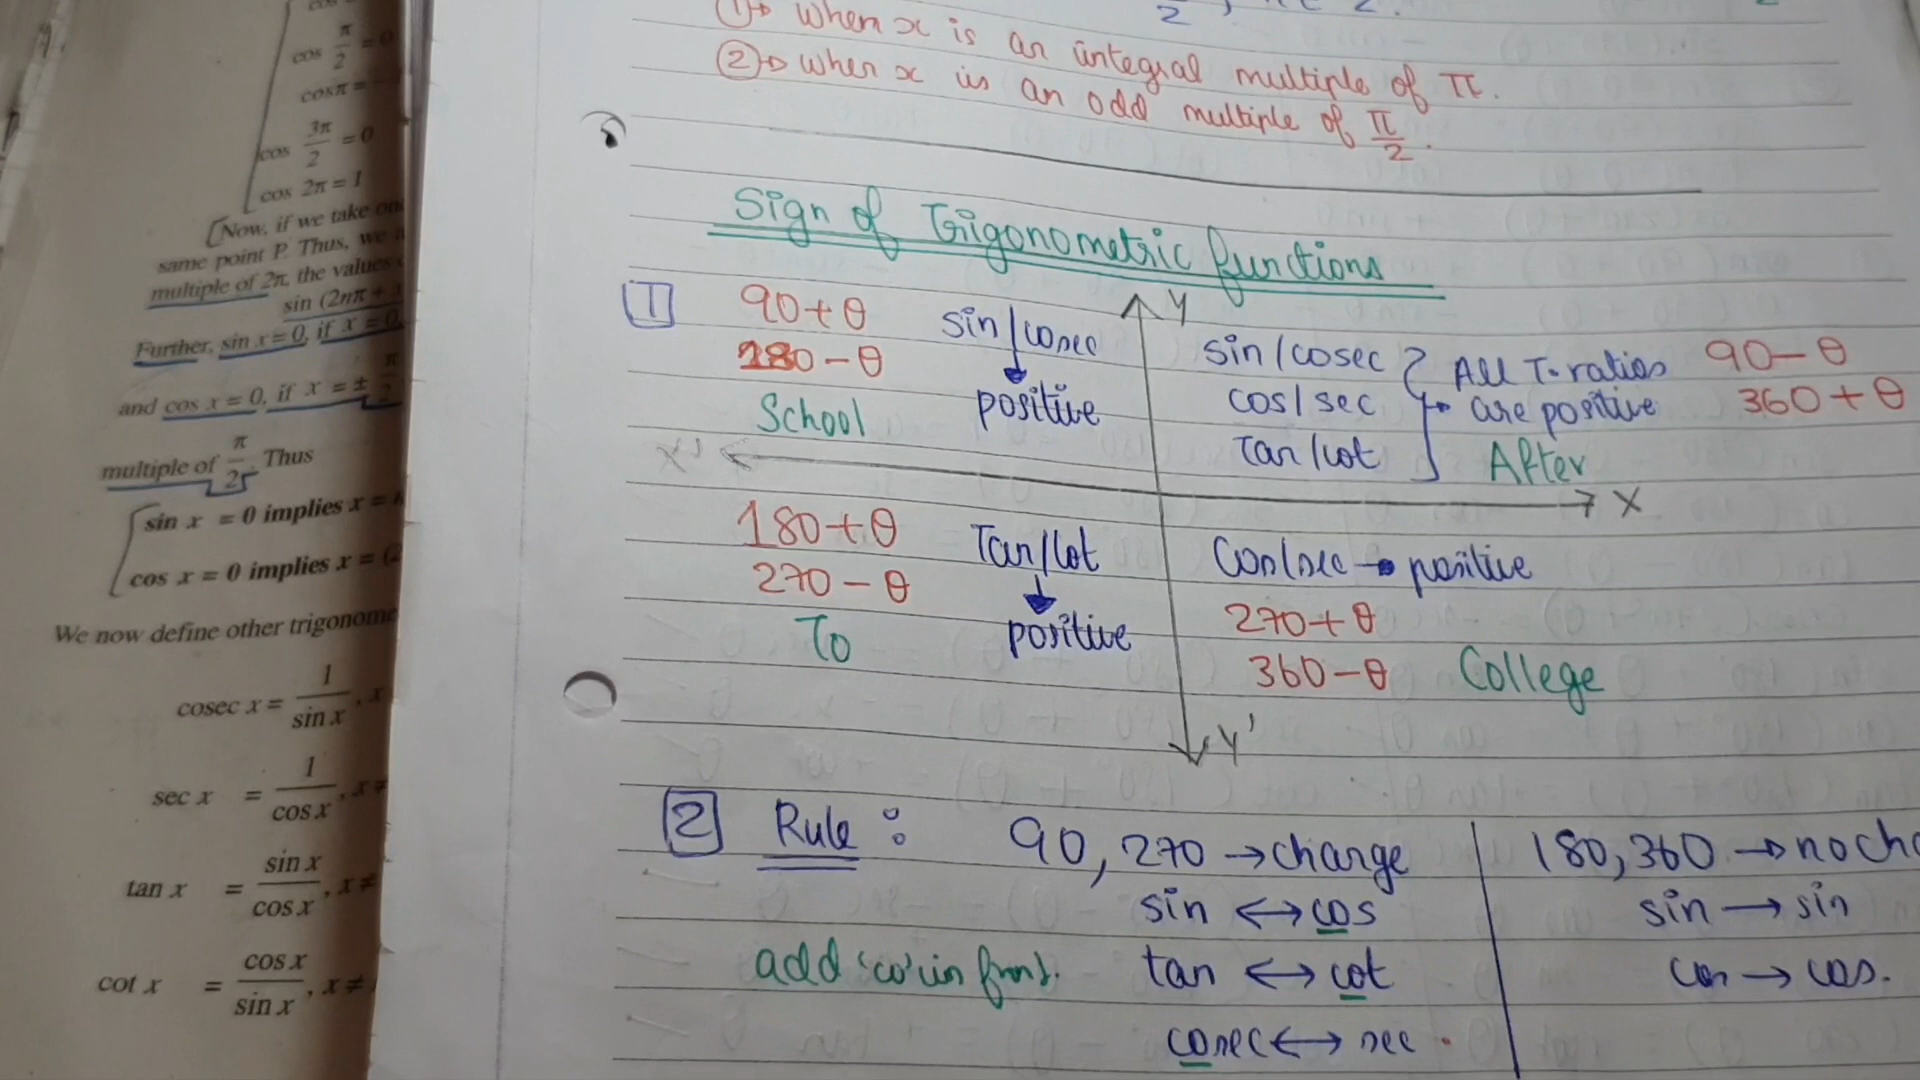 cos π/2 = 0
cos π =
cos 3π/2 = 0
cos 2π = 1
[Now, if we take one
same point P. Thus, we
multiple of 2π, the values
sin (2nπ +
Further, sin x = 0, if x = 0,
and cos x = 0, if x = ± π/2
multiple of π/2. Thus
sin x = 0 implies x =
cos x = 0 implies x = (2
We now define other trigonome
cosec x = 1/sin x, x
sec x = 1/cos x, x ≠
tan x = sin x/cos x, x ≠
cot x = cos x/sin x, x ≠
① → when x is an integral multiple of π.
② → when x is an odd multiple of π/2.
Sign of Trigonometric functions
1
90+θ
180-θ
School
sin/cosec
↓
positive
Y
sin/cosec
cos/sec
Tan/cot
All T-ratios
→ are positive
After
90-θ
360+θ
X'
X
180+θ
270-θ
To
Tan/Cot
↓
positive
Cos/sec → positive
270+θ
360-θ
College
Y'
2 Rule : 90, 270 → change
sin ↔ cos
add 'co' in front. tan ↔ cot
cosec ↔ sec
180, 360 → no cha
sin → sin
cos → cos.